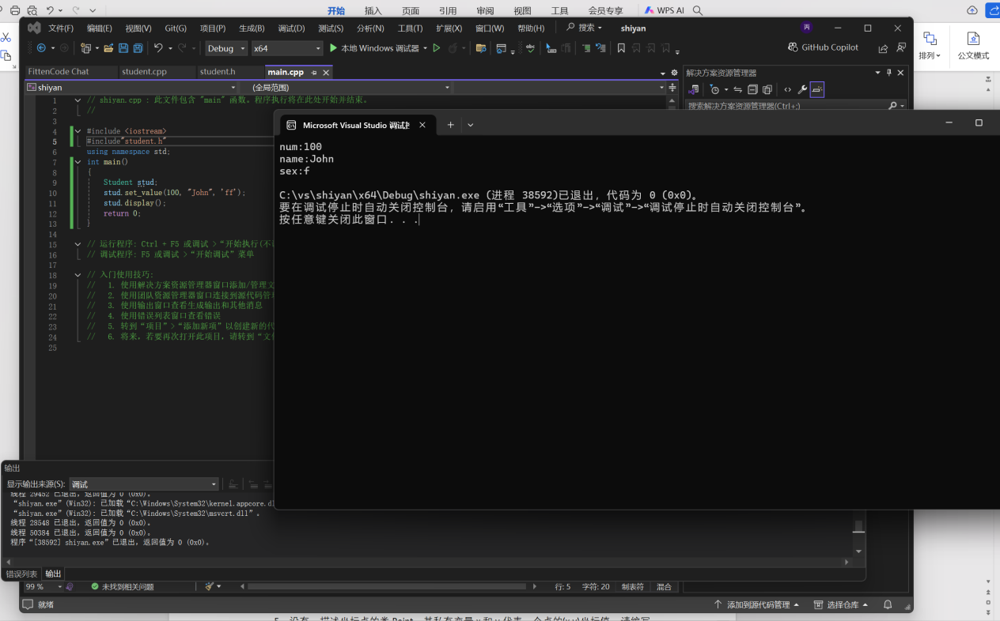 开始 插入 页面 引用 审阅 视图 工具 会员专享 WPS AI
排列
公文模式
文件(F) 编辑(E) 视图(V) Git(G) 项目(P) 生成(B) 调试(D) 测试(S) 分析(N) 工具(T) 扩展(X) 窗口(W) 帮助(H) 搜索 shiyan 丙
Debug x64 本地 Windows 调试器 GitHub Copilot
FittenCode Chat student.cpp student.h main.cpp
shiyan (全局范围)
1 // shiyan.cpp : 此文件包含 "main" 函数。程序执行将在此处开始并结束。
2 //
3
4 #include <iostream>
5 #include"student.h"
6 using namespace std;
7 int main()
8 {
9 Student stud;
10 stud.set_value(100, "John", 'ff');
11 stud.display();
12 return 0;
13 }
14
15 // 运行程序: Ctrl + F5 或调试 >“开始执行(不
16 // 调试程序: F5 或调试 >“开始调试”菜单
17
18 // 入门使用技巧:
19 // 1. 使用解决方案资源管理器窗口添加/管理文
20 // 2. 使用团队资源管理器窗口连接到源代码管
21 // 3. 使用输出窗口查看生成输出和其他消息
22 // 4. 使用错误列表窗口查看错误
23 // 5. 转到“项目”>“添加新项”以创建新的代
24 // 6. 将来，若要再次打开此项目，请转到“文
25
解决方案资源管理器
搜索解决方案资源管理器(Ctrl+;)
Microsoft Visual Studio 调试
num:100
name:John
sex:f
C:\vs\shiyan\x64\Debug\shiyan.exe (进程 38592)已退出，代码为 0 (0x0)。
要在调试停止时自动关闭控制台，请启用“工具”->“选项”->“调试”->“调试停止时自动关闭控制台”。
按任意键关闭此窗口. . .
输出
显示输出来源(S): 调试
线程 29452 已退出，返回值为 0 (0x0)。
“shiyan.exe”(Win32): 已加载“C:\Windows\System32\kernel.appcore.dl
“shiyan.exe”(Win32): 已加载“C:\Windows\System32\msvcrt.dll”。
线程 28548 已退出，返回值为 0 (0x0)。
线程 50384 已退出，返回值为 0 (0x0)。
程序“[38592] shiyan.exe”已退出，返回值为 0 (0x0)。
错误列表 输出
99 % 未找到相关问题 行: 5 字符: 20 制表符 混合
就绪 添加到源代码管理 选择仓库